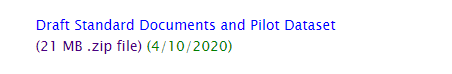 Draft Standard Documents and Pilot Dataset
(21 MB .zip file) (4/10/2020)